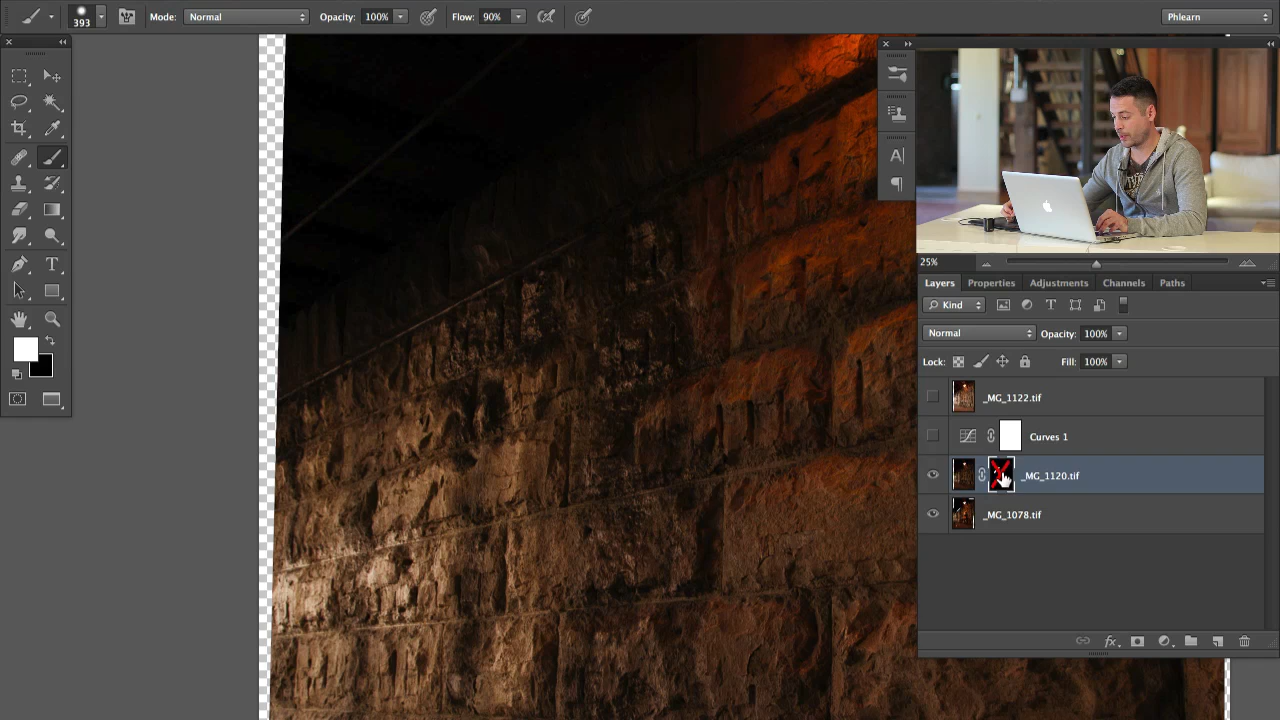 393 Mode: Normal Opacity: 100% Flow: 90% Phlearn
25%
Layers Properties Adjustments Channels Paths
Kind
Normal Opacity: 100%
Lock: Fill: 100%
_MG_1122.tif
Curves 1
_MG_1120.tif
_MG_1078.tif
fx